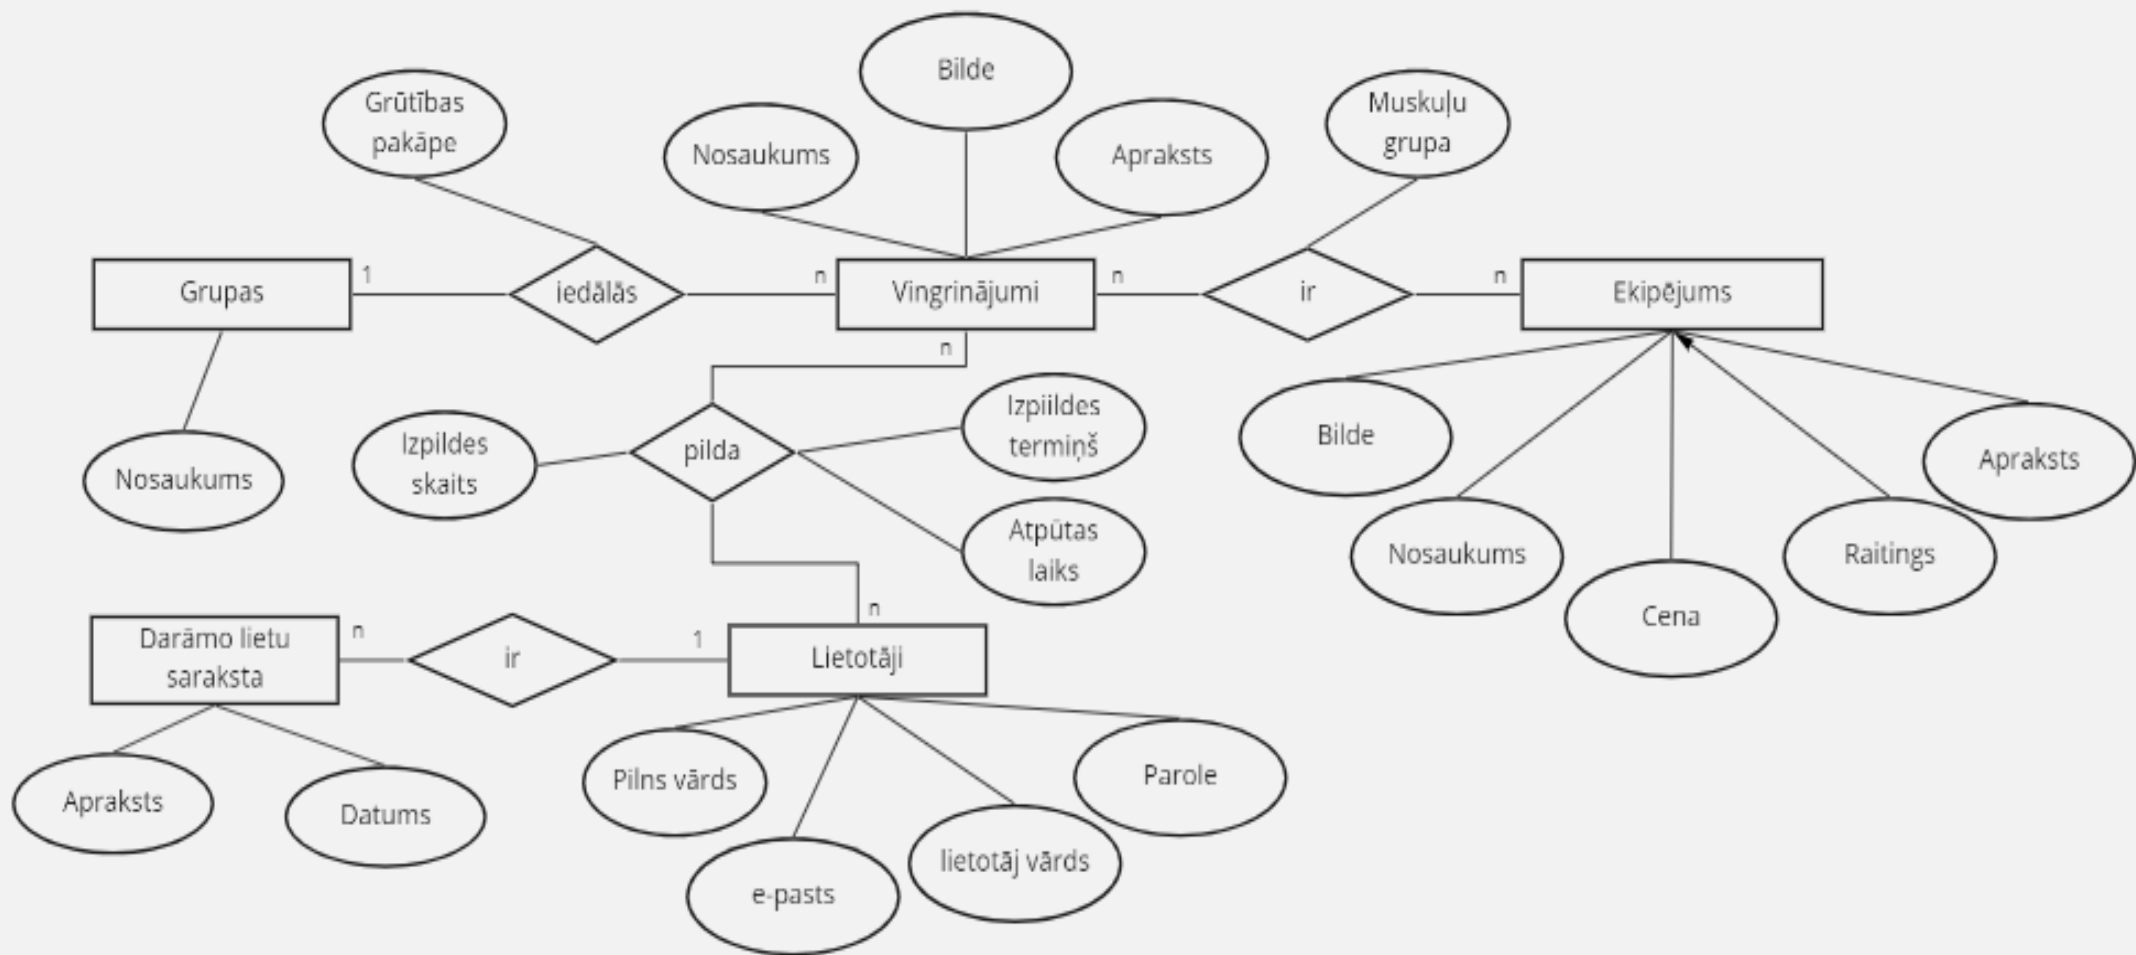 Bilde
Grūtības
pakāpe
Muskuļu
grupa
Nosaukums
Apraksts
Grupas
1
iedālās
n
Vingrinājumi
n
ir
n
Ekipējums
n
Izpildes
skaits
pilda
Izpiildes
termiņš
Atpūtas
laiks
Nosaukums
Bilde
Nosaukums
Cena
Raitings
Apraksts
n
Darāmo lietu
saraksta
n
ir
1
Lietotāji
Apraksts
Datums
Pilns vārds
e-pasts
lietotāj vārds
Parole